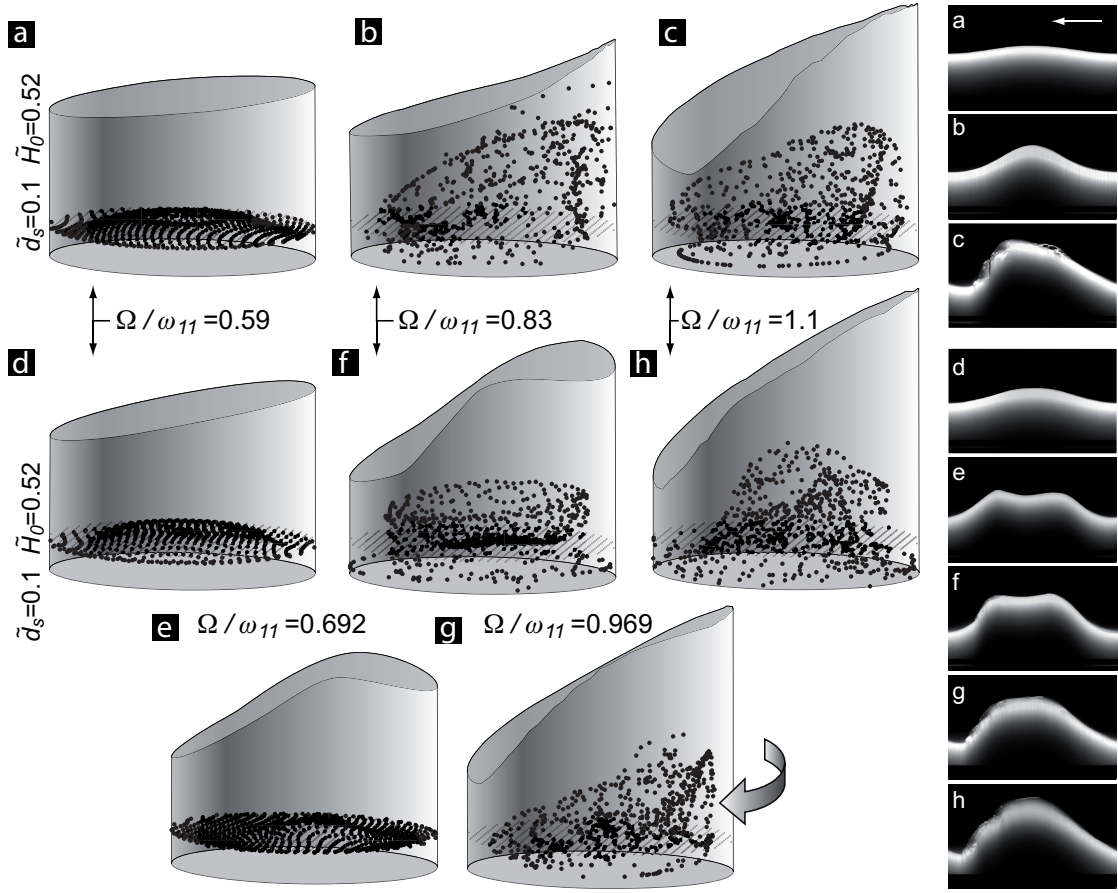 a
b
c
d̃s=0.1 H̃0=0.52
Ω / ω11 =0.59
Ω / ω11 =0.83
Ω / ω11 =1.1
d
f
h
d̃s=0.1 H̃0=0.52
e
Ω / ω11 =0.692
g
Ω / ω11 =0.969
a
b
c
d
e
f
g
h